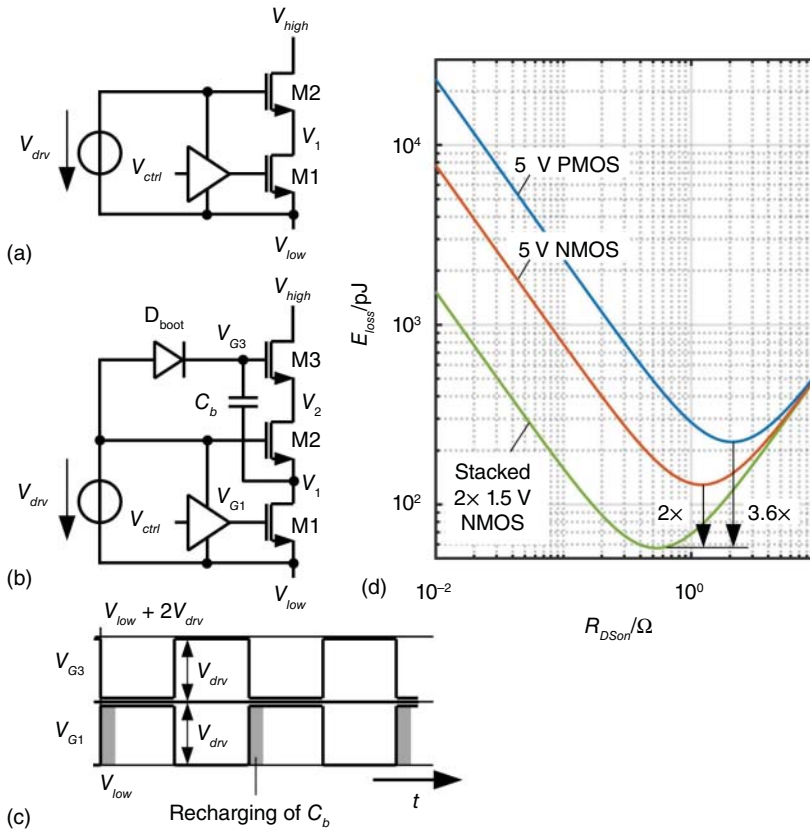 (a)
V_high
M2
V_drv
V_ctrl
V_1
M1
V_low
(b)
V_high
D_boot
V_G3
M3
C_b
V_2
M2
V_drv
V_1
V_ctrl
V_G1
M1
V_low
(c)
V_low + 2V_drv
V_G3
V_drv
V_G1
V_drv
V_low
Recharging of C_b
t
(d)
E_loss/pJ
10^4
10^3
10^2
5 V PMOS
5 V NMOS
Stacked
2× 1.5 V
NMOS
2×
3.6×
10^−2
10^0
R_DSon/Ω